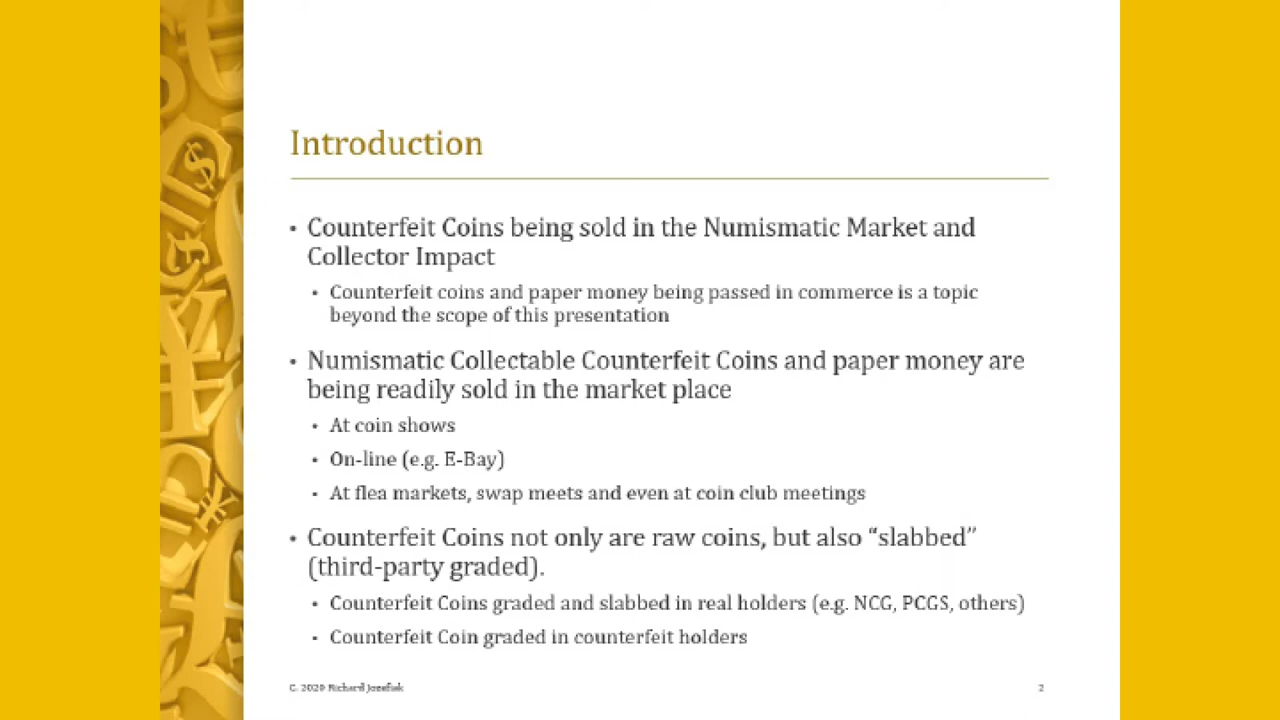 Introduction
• Counterfeit Coins being sold in the Numismatic Market and
Collector Impact
• Counterfeit coins and paper money being passed in commerce is a topic
beyond the scope of this presentation
• Numismatic Collectable Counterfeit Coins and paper money are
being readily sold in the market place
• At coin shows
• On-line (e.g. E-Bay)
• At flea markets, swap meets and even at coin club meetings
• Counterfeit Coins not only are raw coins, but also “slabbed”
(third-party graded).
• Counterfeit Coins graded and slabbed in real holders (e.g. NCG, PCGS, others)
• Counterfeit Coin graded in counterfeit holders
C. 2020 Richard Jozefiak
2